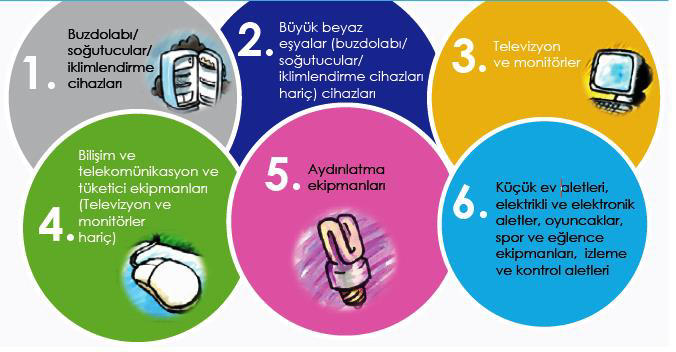 1. Buzdolabı/
soğutucular/
iklimlendirme
cihazları
2. Büyük beyaz
eşyalar (buzdolabı/
soğutucular/
iklimlendirme cihazları
hariç) cihazları
3. Televizyon
ve monitörler
4. Bilişim ve
telekomünikasyon ve
tüketici ekipmanları
(Televizyon ve
monitörler
hariç)
5. Aydınlatma
ekipmanları
6. Küçük ev aletleri,
elektrikli ve elektronik
aletler, oyuncaklar,
spor ve eğlence
ekipmanları, izleme
ve kontrol aletleri